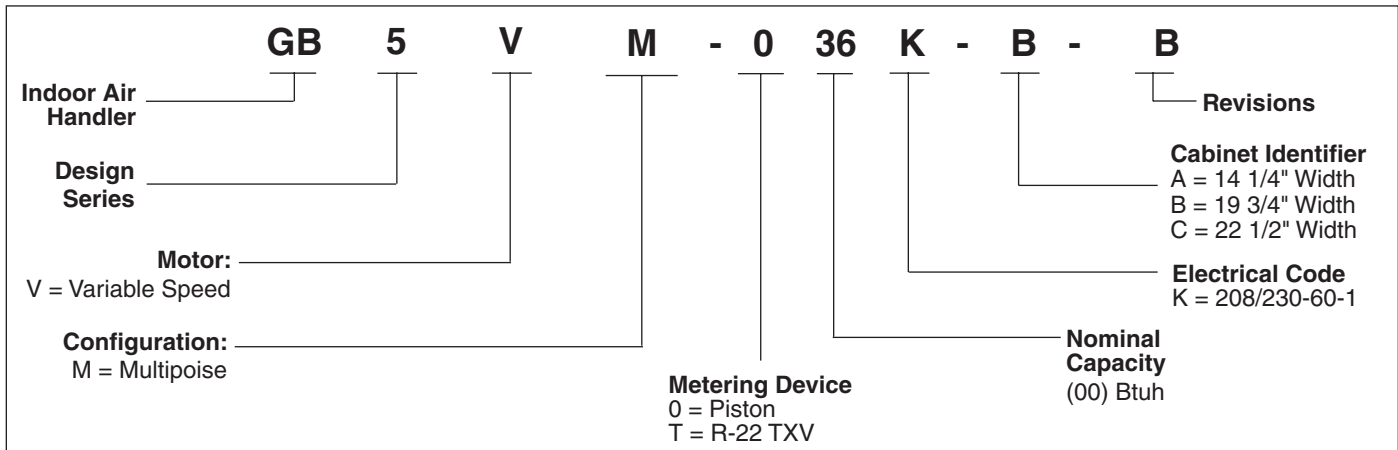 GB 5 V M - 0 36 K - B - B
Indoor Air
Handler
Revisions
Design
Series
Cabinet Identifier
A = 14 1/4" Width
B = 19 3/4" Width
C = 22 1/2" Width
Motor:
V = Variable Speed
Electrical Code
K = 208/230-60-1
Configuration:
M = Multipoise
Nominal
Capacity
(00) Btuh
Metering Device
0 = Piston
T = R-22 TXV